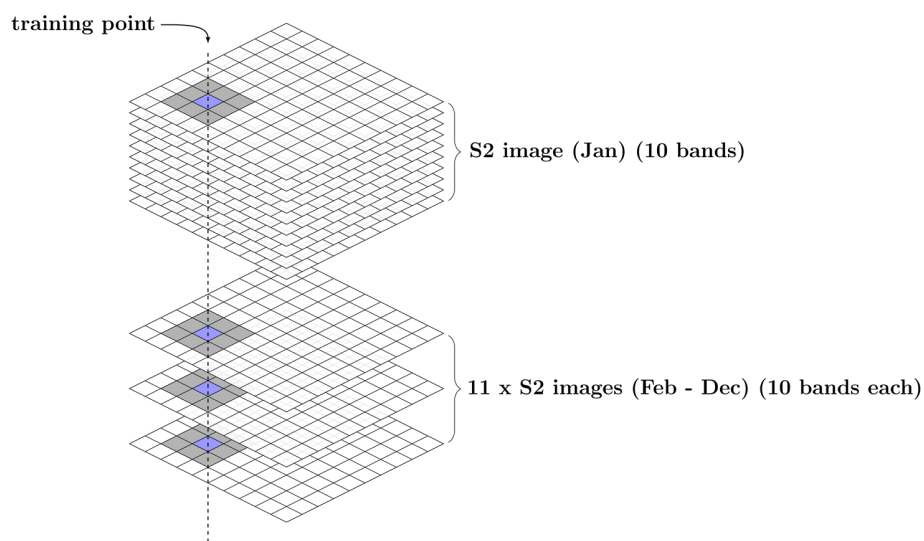 training point
S2 image (Jan) (10 bands)
11 x S2 images (Feb - Dec) (10 bands each)